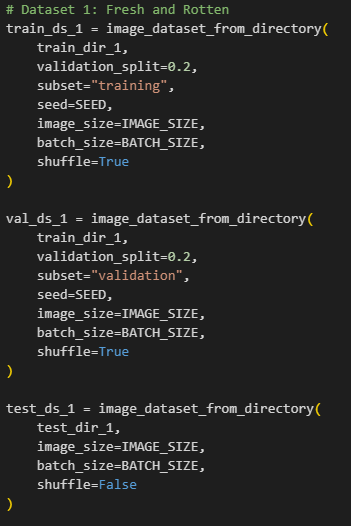 # Dataset 1: Fresh and Rotten
train_ds_1 = image_dataset_from_directory(
    train_dir_1,
    validation_split=0.2,
    subset="training",
    seed=SEED,
    image_size=IMAGE_SIZE,
    batch_size=BATCH_SIZE,
    shuffle=True
)

val_ds_1 = image_dataset_from_directory(
    train_dir_1,
    validation_split=0.2,
    subset="validation",
    seed=SEED,
    image_size=IMAGE_SIZE,
    batch_size=BATCH_SIZE,
    shuffle=True
)

test_ds_1 = image_dataset_from_directory(
    test_dir_1,
    image_size=IMAGE_SIZE,
    batch_size=BATCH_SIZE,
    shuffle=False
)